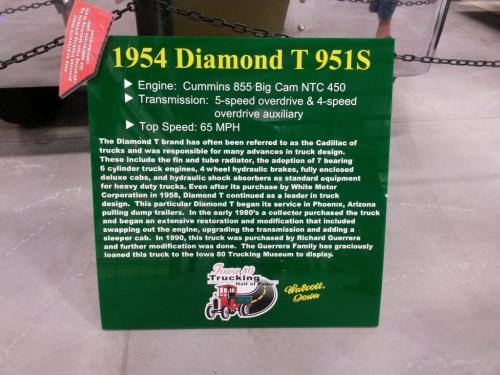 1954 Diamond T 951S
Engine: Cummins 855 Big Cam NTC 450
Transmission: 5-speed overdrive & 4-speed
overdrive auxiliary
Top Speed: 65 MPH
The Diamond T brand has often been referred to as the Cadillac of
trucks and was responsible for many advances in truck design.
These include the fin and tube radiator, the adoption of 7 bearing
6 cylinder truck engines, 4 wheel hydraulic brakes, fully enclosed
deluxe cabs, and hydraulic shock absorbers as standard equipment
for heavy duty trucks. Even after its purchase by White Motor
Corporation in 1958, Diamond T continued as a leader in truck
design. This particular Diamond T began its service in Phoenix, Arizona
pulling dump trailers. In the early 1980's a collector purchased the truck
and began an extensive restoration and modification that included
swapping out the engine, upgrading the transmission and adding a
sleeper cab. In 1990, this truck was purchased by Richard Guerrera
and further modification was done. The Guerrera Family has graciously
loaned this truck to the Iowa 80 Trucking Museum to display.
Iowa 80
Trucking
Hall of Fame
Walcott,
Iowa